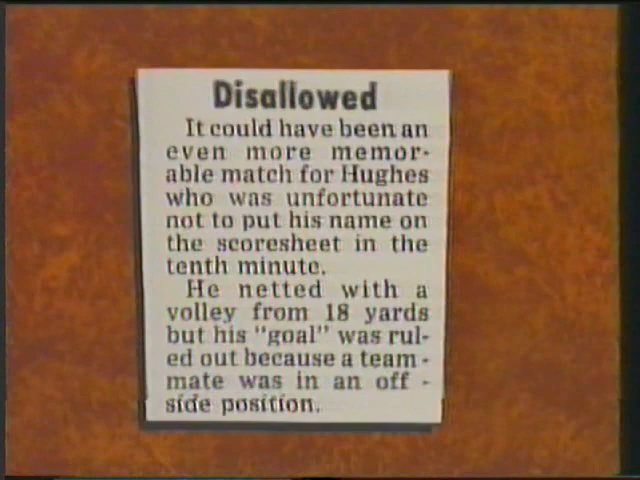 Disallowed
It could have been an
even more memor-
able match for Hughes
who was unfortunate
not to put his name on
the scoresheet in the
tenth minute.
He netted with a
volley from 18 yards
but his "goal" was rul-
ed out because a team-
mate was in an off -
side position.